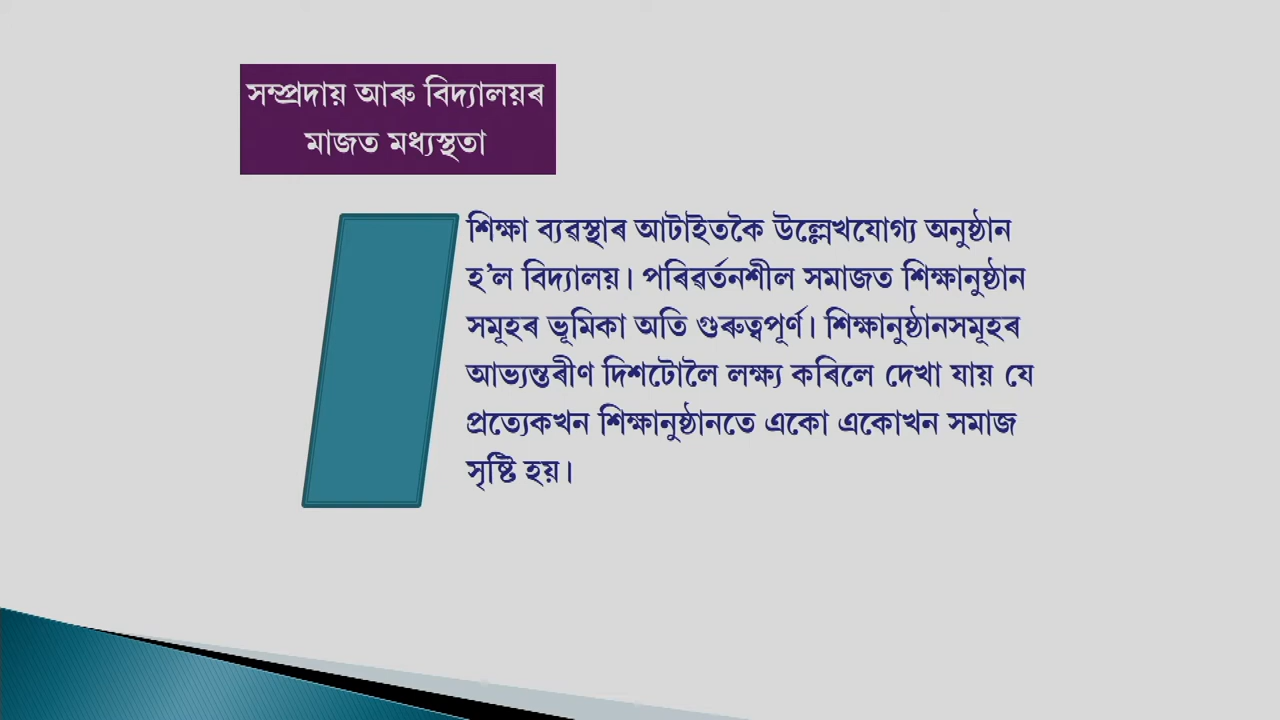 সম্প্ৰদায় আৰু বিদ্যালয়ৰ
মাজত মধ্যস্থতা
শিক্ষা ব্যৱস্থাৰ আটাইতকৈ উল্লেখযোগ্য অনুষ্ঠান
হ’ল বিদ্যালয়। পৰিৱৰ্তনশীল সমাজত শিক্ষানুষ্ঠান
সমূহৰ ভূমিকা অতি গুৰুত্বপূৰ্ণ। শিক্ষানুষ্ঠানসমূহৰ
আভ্যন্তৰীণ দিশটোলৈ লক্ষ্য কৰিলে দেখা যায় যে
প্ৰত্যেকখন শিক্ষানুষ্ঠানতে একো একোখন সমাজ
সৃষ্টি হয়।